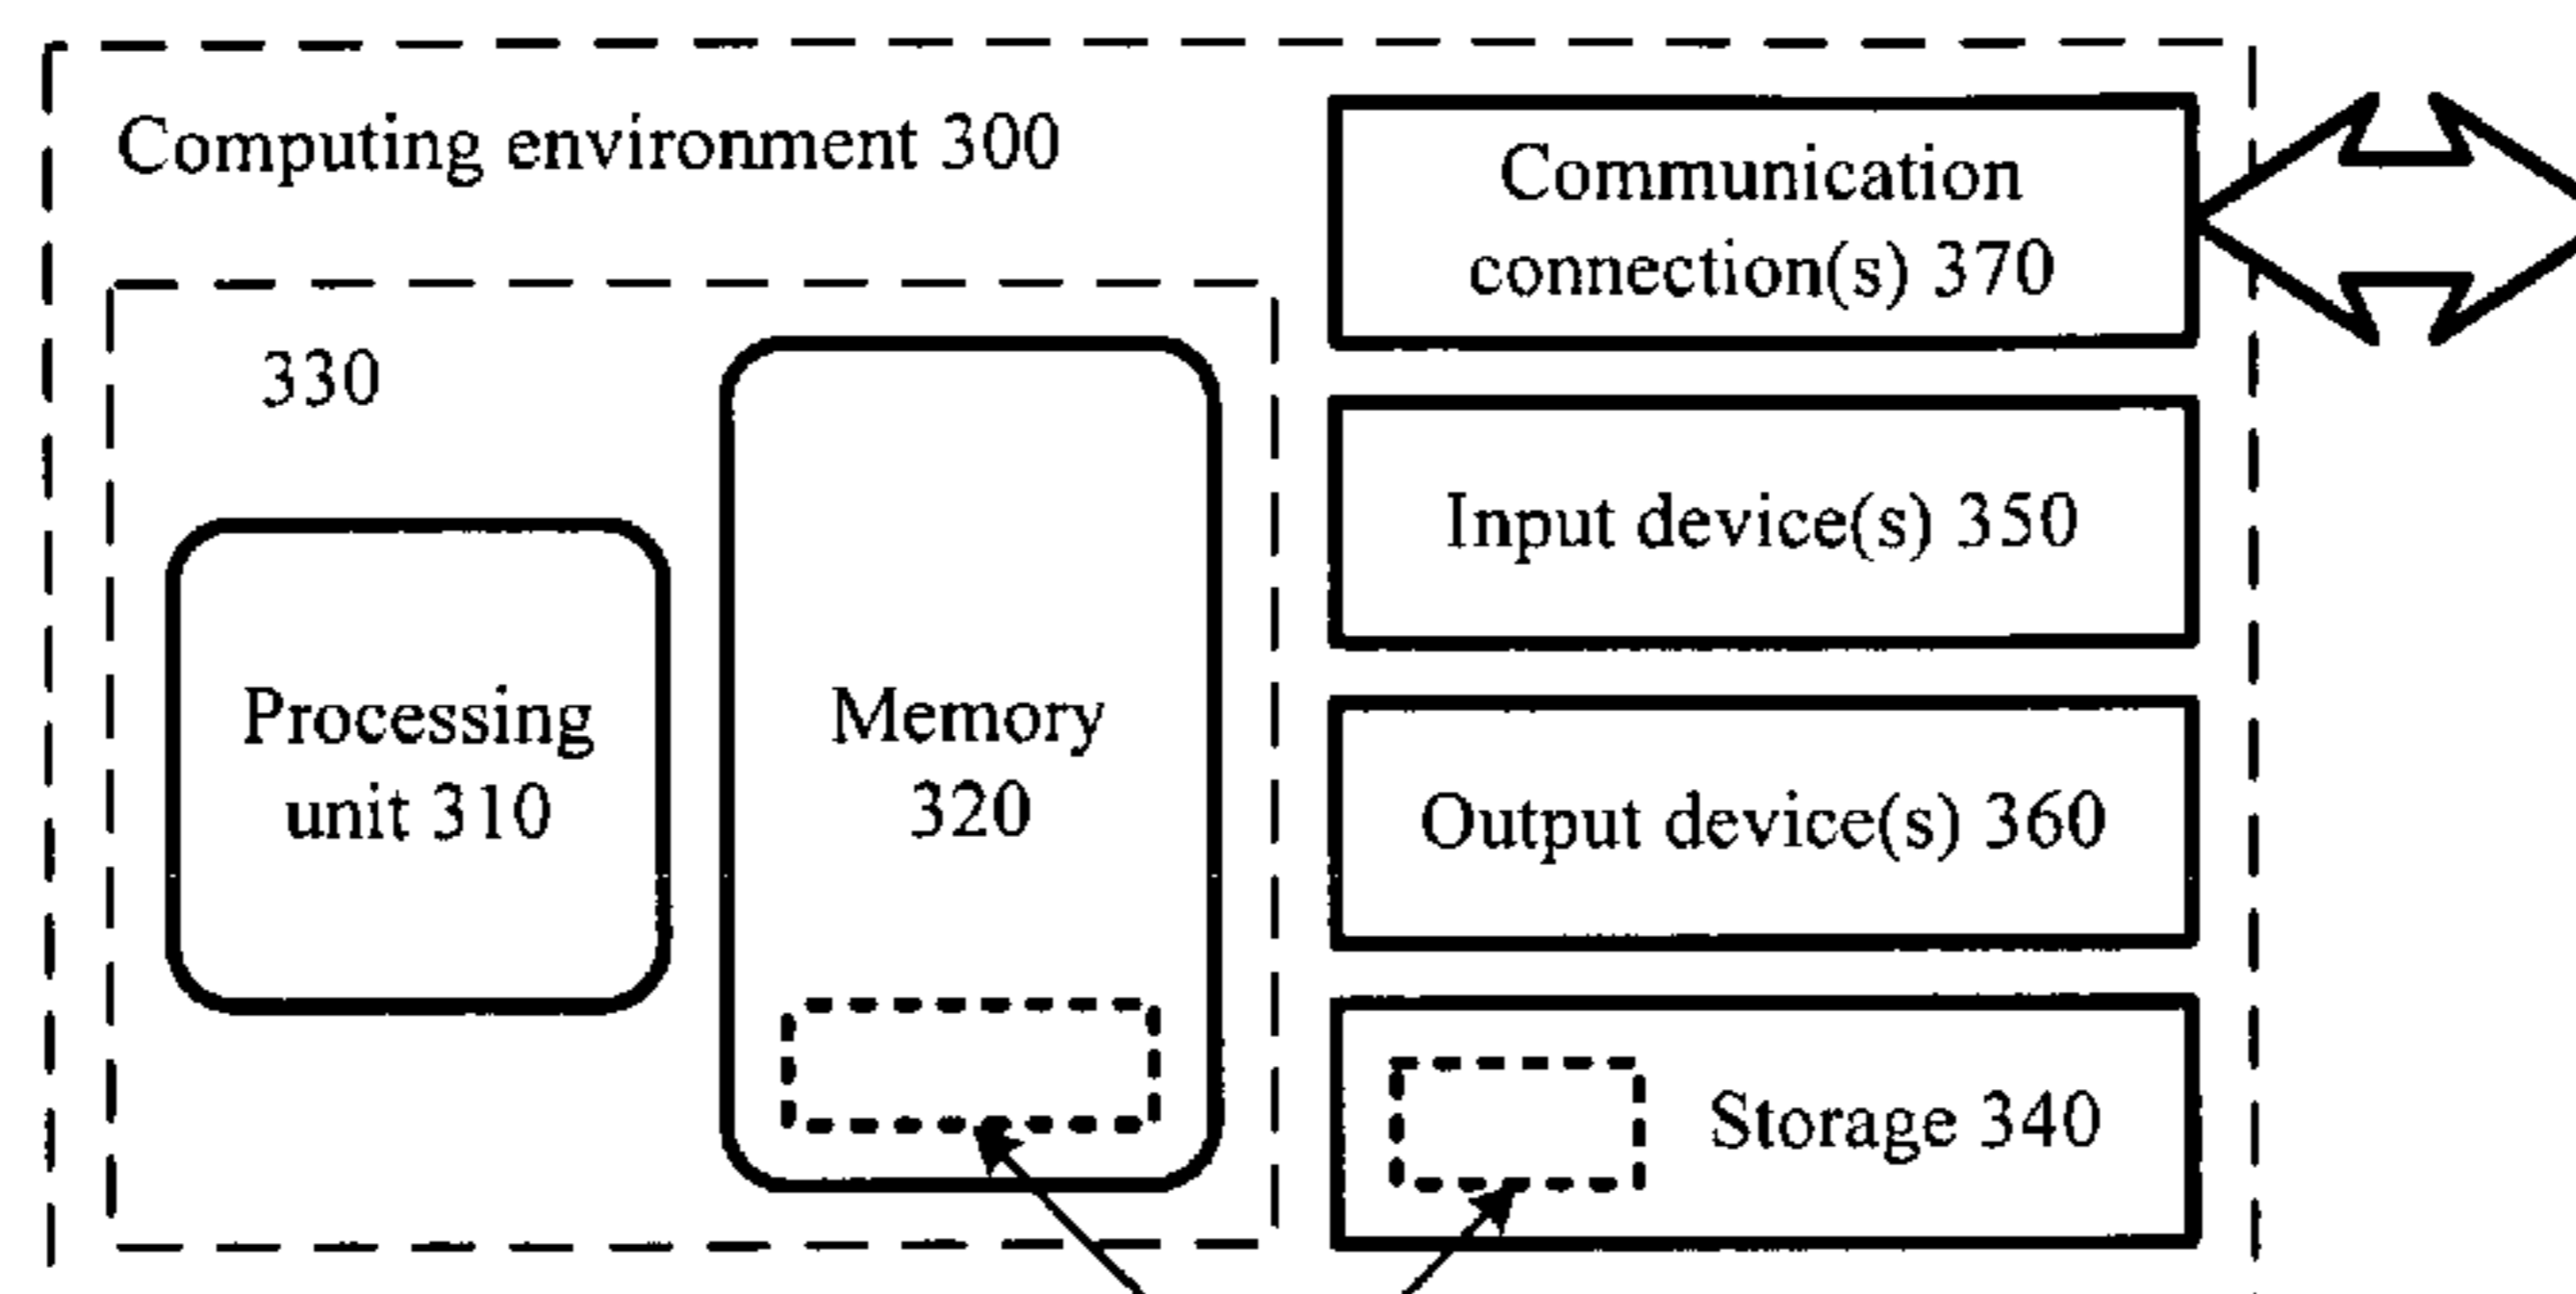 Computing environment 300
Communication
connection(s) 370
330
Input device(s) 350
Processing
unit 310
Memory
320
Output device(s) 360
Storage 340